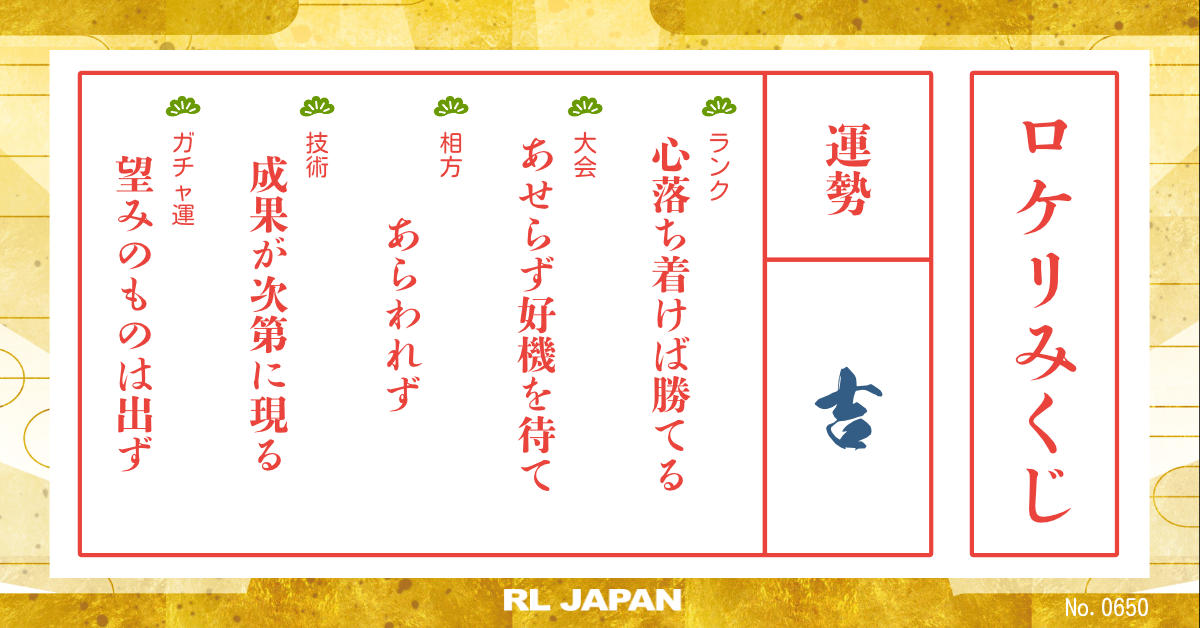 ロケリみくじ
運勢
吉
ランク
心落ち着けば勝てる
大会
あせらず好機を待て
相方
あらわれず
技術
成果が次第に現る
ガチャ運
望みのものは出ず
RL JAPAN
No. 0650